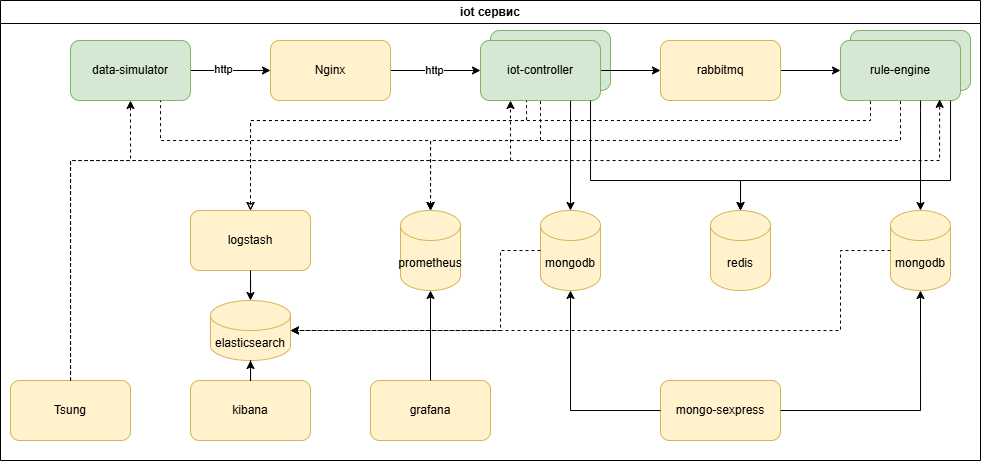 iot сервис
data-simulator
http
Nginx
http
iot-controller
rabbitmq
rule-engine
logstash
prometheus
mongodb
redis
mongodb
elasticsearch
Tsung
kibana
grafana
mongo-sexpress